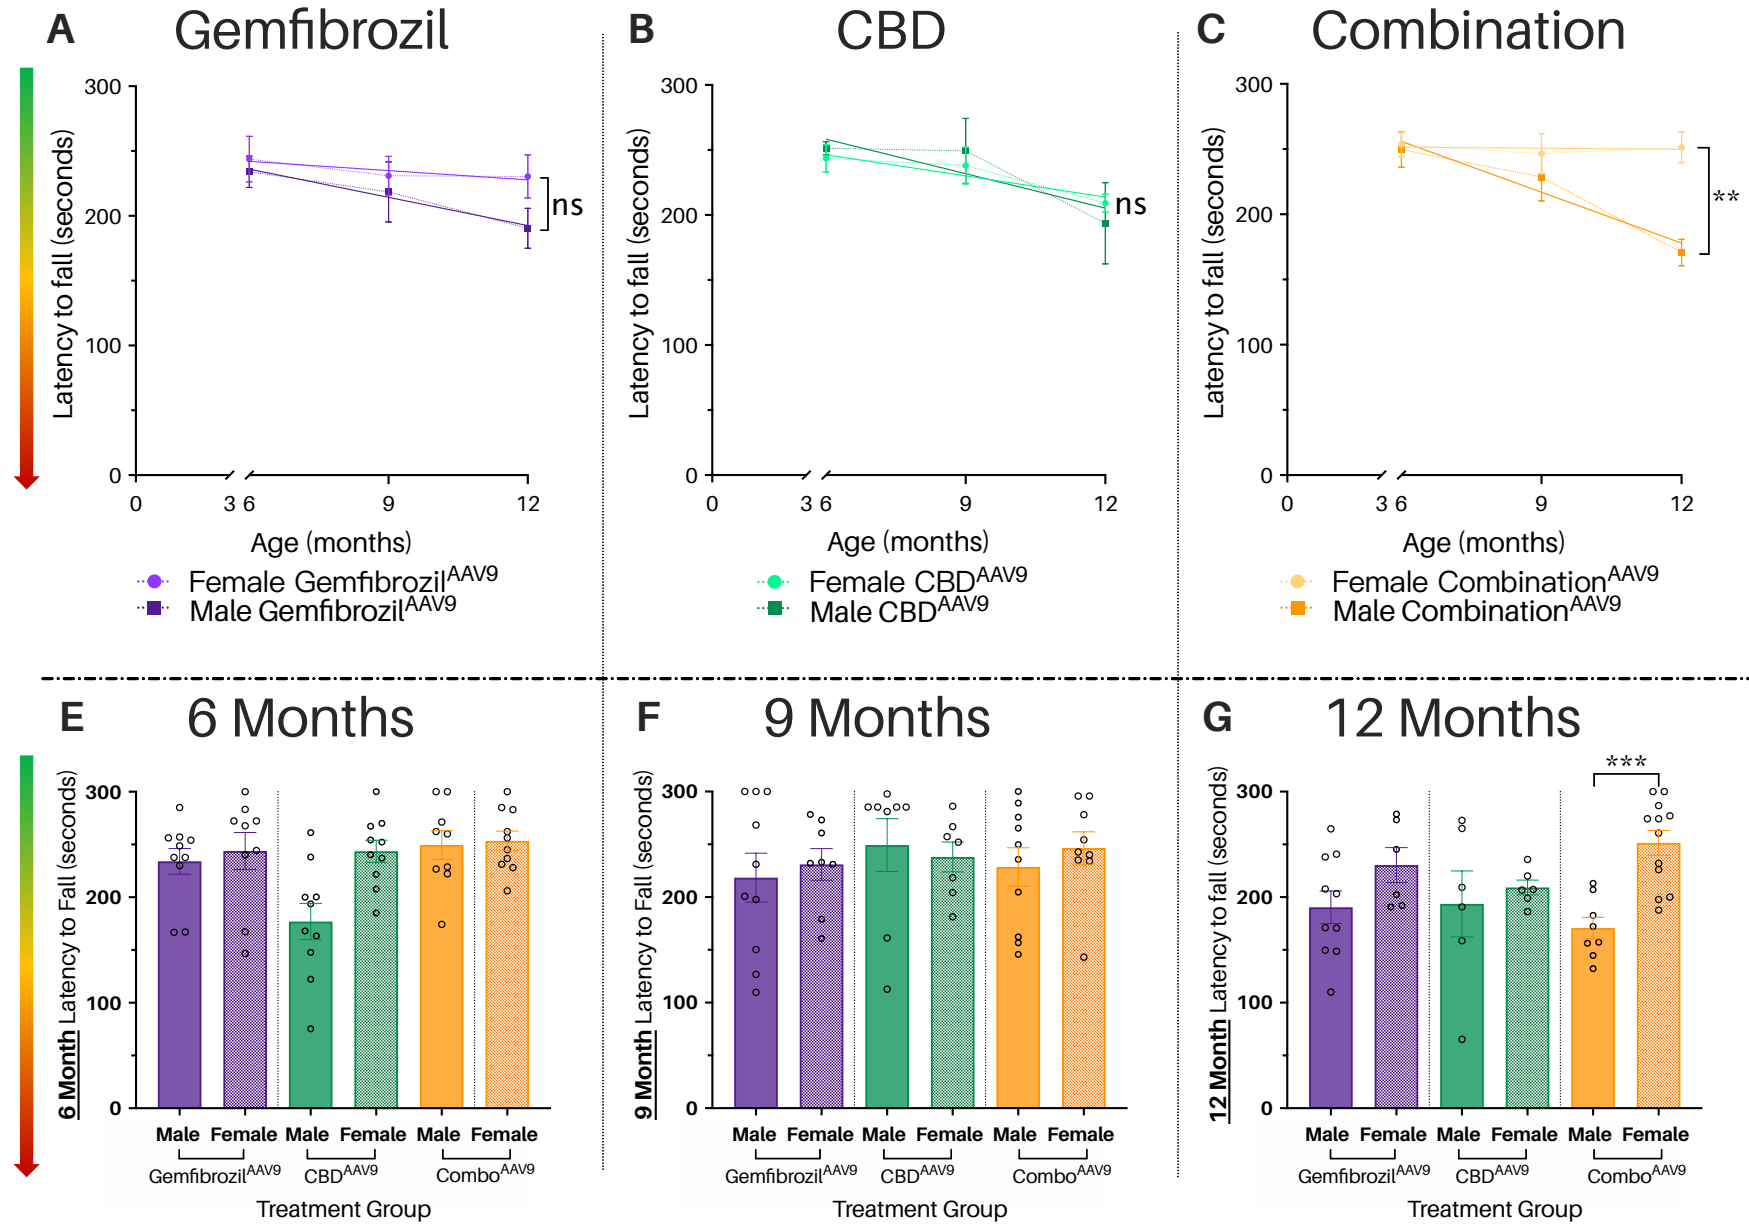 A Gemfibrozil
300
200
100
0
Latency to fall (seconds)
ns
0 3 6 9 12
Age (months)
Female Gemfibrozil^AAV9
Male Gemfibrozil^AAV9
B CBD
300
200
100
0
Latency to fall (seconds)
ns
0 3 6 9 12
Age (months)
Female CBD^AAV9
Male CBD^AAV9
C Combination
300
200
100
0
Latency to fall (seconds)
**
0 3 6 9 12
Age (months)
Female Combination^AAV9
Male Combination^AAV9
E 6 Months
300
200
100
0
6 Month Latency to Fall (seconds)
Male Female Male Female Male Female
Gemfibrozil^AAV9 CBD^AAV9 Combo^AAV9
Treatment Group
F 9 Months
300
200
100
0
9 Month Latency to Fall (seconds)
Male Female Male Female Male Female
Gemfibrozil^AAV9 CBD^AAV9 Combo^AAV9
Treatment Group
G 12 Months
***
300
200
100
0
12 Month Latency to Fall (seconds)
Male Female Male Female Male Female
Gemfibrozil^AAV9 CBD^AAV9 Combo^AAV9
Treatment Group